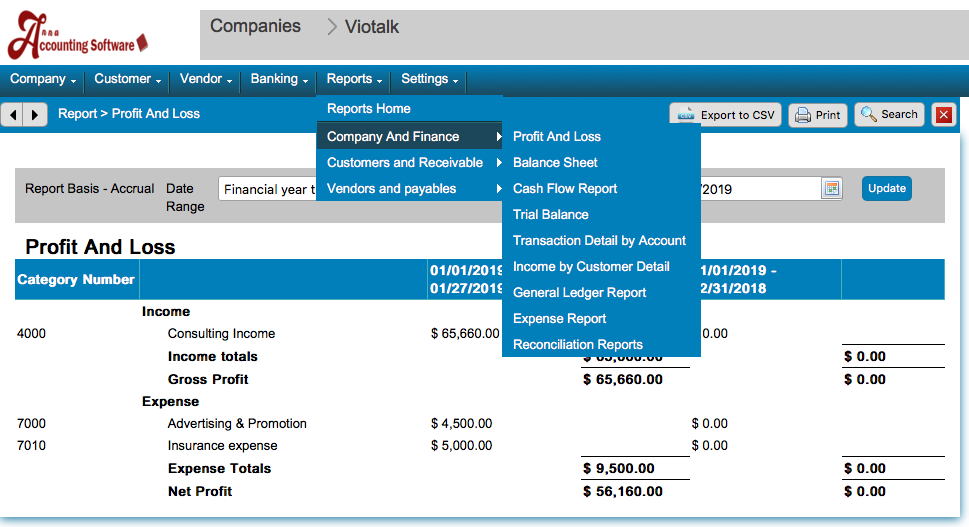 Anna
Accounting Software
Companies Viotalk
Company Customer Vendor Banking Reports Settings
Report > Profit And Loss
Export to CSV Print Search
CSV
Reports Home
Company And Finance
Customers and Receivable
Vendors and payables
Profit And Loss
Balance Sheet
Cash Flow Report
Trial Balance
Transaction Detail by Account
Income by Customer Detail
General Ledger Report
Expense Report
Reconciliation Reports
Report Basis - Accrual Date
Range
Financial year t /2019 Update
Profit And Loss
Category Number
01/01/2019 1/01/2019 -
01/27/2019 2/31/2018
Income
4000 Consulting Income $ 65,660.00 0.00
Income totals $ 65,660.00 $ 0.00
Gross Profit $ 65,660.00 $ 0.00
Expense
7000 Advertising & Promotion $ 4,500.00 $ 0.00
7010 Insurance expense $ 5,000.00 $ 0.00
Expense Totals $ 9,500.00 $ 0.00
Net Profit $ 56,160.00 $ 0.00